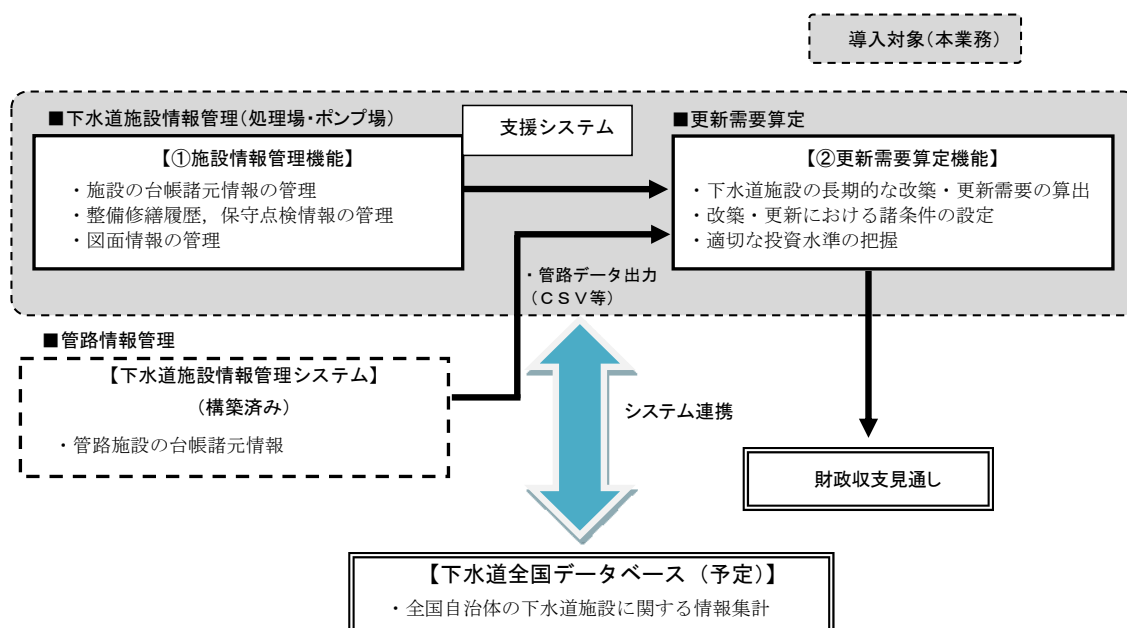 導入対象（本業務）
■下水道施設情報管理（処理場・ポンプ場）
支援システム
■更新需要算定
【①施設情報管理機能】
・施設の台帳諸元情報の管理
・整備修繕履歴，保守点検情報の管理
・図面情報の管理
【②更新需要算定機能】
・下水道施設の長期的な改築・更新需要の算出
・改築・更新における諸条件の設定
・適切な投資水準の把握
・管路データ出力
（ＣＳＶ等）
■管路情報管理
【下水道施設情報管理システム】
（構築済み）
・管路施設の台帳諸元情報
システム連携
財政収支見通し
【下水道全国データベース（予定）】
・全国自治体の下水道施設に関する情報集計